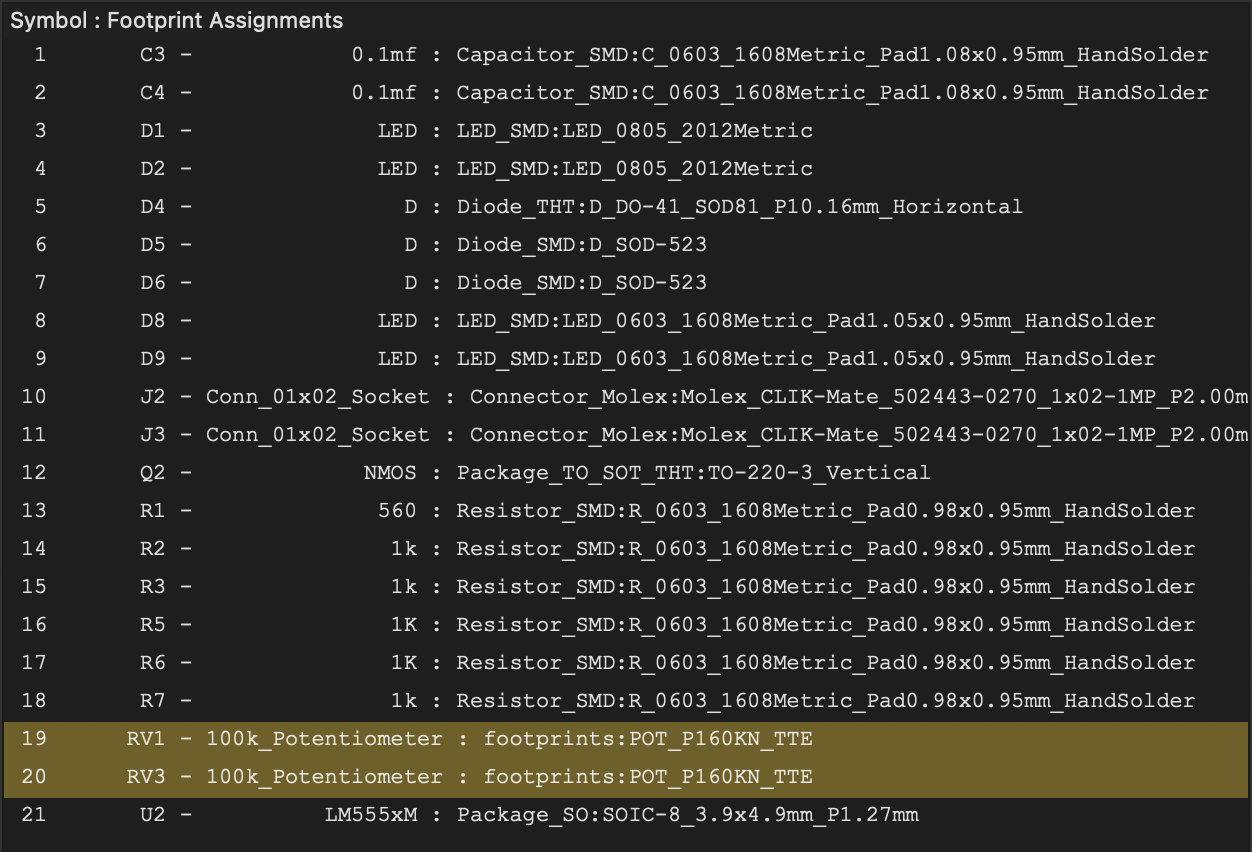 Symbol : Footprint Assignments
1 C3 - 0.1mf : Capacitor_SMD:C_0603_1608Metric_Pad1.08x0.95mm_HandSolder
2 C4 - 0.1mf : Capacitor_SMD:C_0603_1608Metric_Pad1.08x0.95mm_HandSolder
3 D1 - LED : LED_SMD:LED_0805_2012Metric
4 D2 - LED : LED_SMD:LED_0805_2012Metric
5 D4 - D : Diode_THT:D_DO-41_SOD81_P10.16mm_Horizontal
6 D5 - D : Diode_SMD:D_SOD-523
7 D6 - D : Diode_SMD:D_SOD-523
8 D8 - LED : LED_SMD:LED_0603_1608Metric_Pad1.05x0.95mm_HandSolder
9 D9 - LED : LED_SMD:LED_0603_1608Metric_Pad1.05x0.95mm_HandSolder
10 J2 - Conn_01x02_Socket : Connector_Molex:Molex_CLIK-Mate_502443-0270_1x02-1MP_P2.00m
11 J3 - Conn_01x02_Socket : Connector_Molex:Molex_CLIK-Mate_502443-0270_1x02-1MP_P2.00m
12 Q2 - NMOS : Package_TO_SOT_THT:TO-220-3_Vertical
13 R1 - 560 : Resistor_SMD:R_0603_1608Metric_Pad0.98x0.95mm_HandSolder
14 R2 - 1k : Resistor_SMD:R_0603_1608Metric_Pad0.98x0.95mm_HandSolder
15 R3 - 1k : Resistor_SMD:R_0603_1608Metric_Pad0.98x0.95mm_HandSolder
16 R5 - 1K : Resistor_SMD:R_0603_1608Metric_Pad0.98x0.95mm_HandSolder
17 R6 - 1K : Resistor_SMD:R_0603_1608Metric_Pad0.98x0.95mm_HandSolder
18 R7 - 1k : Resistor_SMD:R_0603_1608Metric_Pad0.98x0.95mm_HandSolder
19 RV1 - 100k_Potentiometer : footprints:POT_P160KN_TTE
20 RV3 - 100k_Potentiometer : footprints:POT_P160KN_TTE
21 U2 - LM555xM : Package_SO:SOIC-8_3.9x4.9mm_P1.27mm